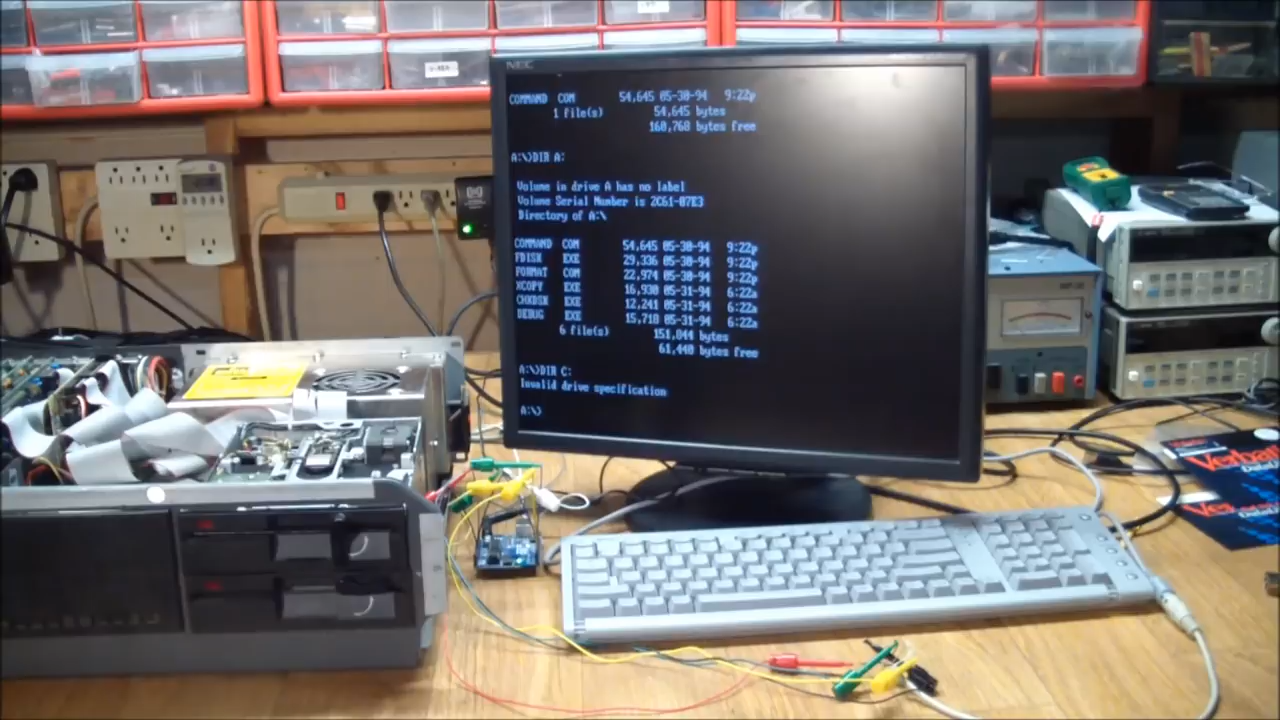 NEC
COMMAND COM 54,645 05-30-94 9:22p
1 file(s) 54,645 bytes
160,768 bytes free
A:\>DIR A:
Volume in drive A has no label
Volume Serial Number is 2C61-07E3
Directory of A:\
COMMAND COM 54,645 05-30-94 9:22p
FDISK EXE 29,336 05-30-94 9:22p
FORMAT COM 22,974 05-30-94 9:22p
XCOPY EXE 16,930 05-31-94 6:22a
CHKDSK EXE 12,241 05-31-94 6:22a
DEBUG EXE 15,718 05-31-94 6:22a
6 file(s) 151,844 bytes
61,440 bytes free
A:\>DIR C:
Invalid drive specification
A:\>
Verbat